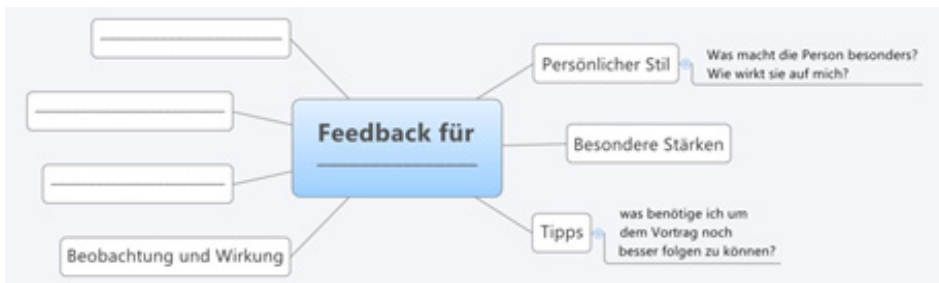 Feedback für
Persönlicher Stil
Was macht die Person besonders?
Wie wirkt sie auf mich?
Besondere Stärken
Tipps
was benötige ich um
dem Vortrag noch
besser folgen zu können?
Beobachtung und Wirkung